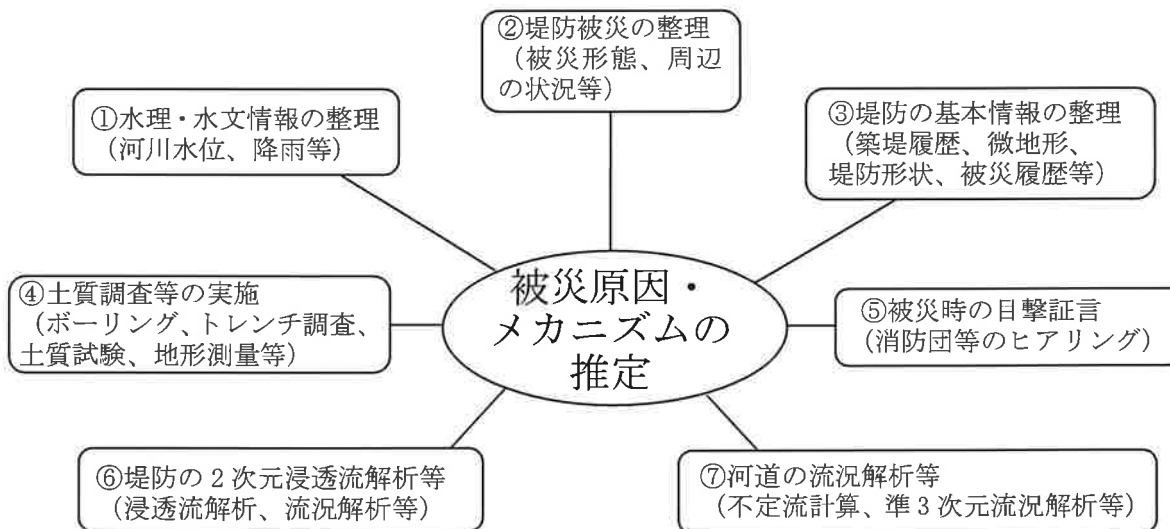 ①水理・水文情報の整理
(河川水位、降雨等)
②堤防被災の整理
(被災形態、周辺
の状況等)
③堤防の基本情報の整理
(築堤履歴、微地形、
堤防形状、被災履歴等)
④土質調査等の実施
(ボーリング、トレンチ調査、
土質試験、地形測量等)
被災原因・
メカニズムの
推定
⑤被災時の目撃証言
(消防団等のヒアリング)
⑥堤防の2次元浸透流解析等
(浸透流解析、流況解析等)
⑦河道の流況解析等
(不定流計算、準3次元流況解析等)